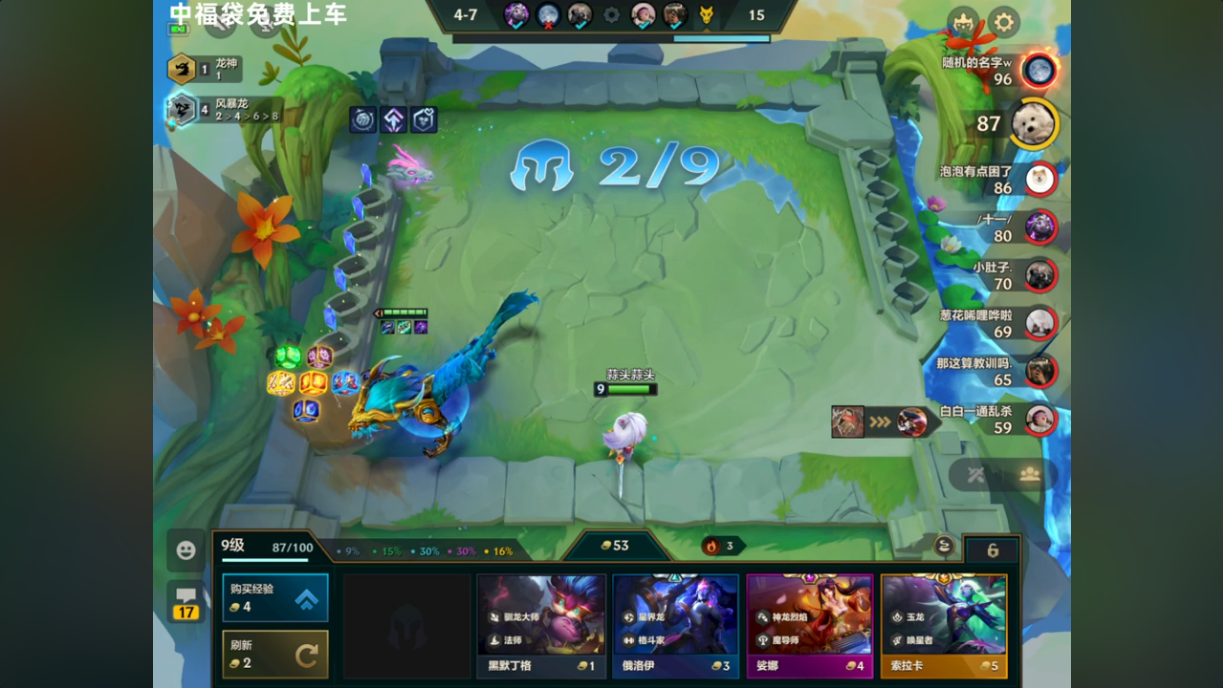 中福袋免费上车
4-7
15
1 龙神
1
4 风暴龙
2 > 4 > 6 > 8
2/9
随机的名字w
96
87
泡泡有点困了
86
/十一/
80
小肚子.
70
葱花唏哩哗啦
69
那这算教训吗.
65
白白一通乱杀
59
蒜头蒜头
9
9级 87/100
9% 15% 30% 30% 16%
53
3
6
购买经验
4
刷新
2
17
驯龙大师
法师
黑默丁格 1
星界龙
格斗家
俄洛伊 3
神龙烈焰
魔导师
娑娜 4
玉龙
唤星者
索拉卡 5